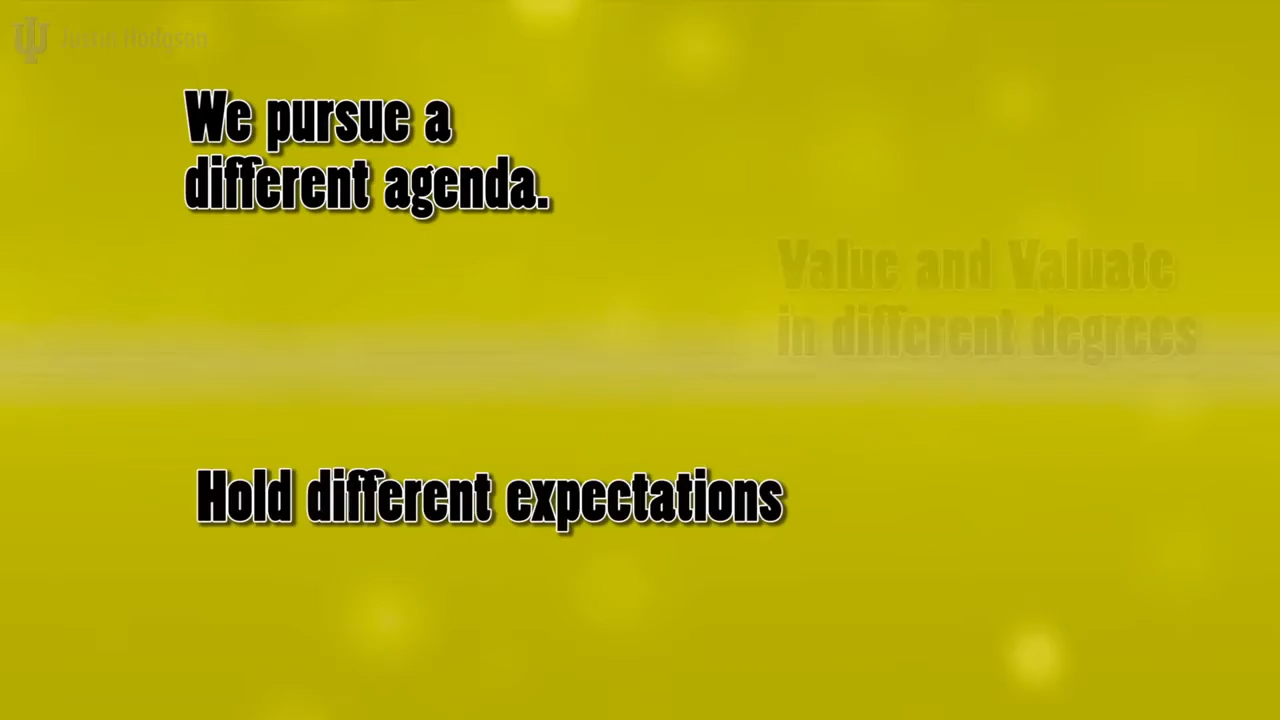 Justin Hodgson
We pursue a
different agenda.
Value and Valuate
in different degrees
Hold different expectations